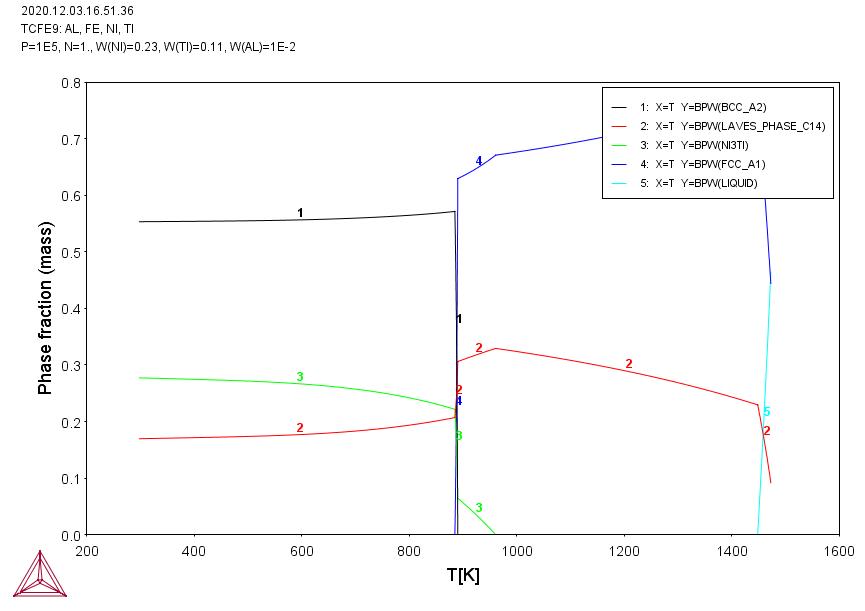 2020.12.03.16.51.36
TCFE9: AL, FE, NI, TI
P=1E5, N=1., W(NI)=0.23, W(TI)=0.11, W(AL)=1E-2
1: X=T Y=BPW(BCC_A2)
2: X=T Y=BPW(LAVES_PHASE_C14)
3: X=T Y=BPW(NI3TI)
4: X=T Y=BPW(FCC_A1)
5: X=T Y=BPW(LIQUID)
Phase fraction (mass)
0.8
0.7
0.6
0.5
0.4
0.3
0.2
0.1
0.0
4
1
1
2
2
3
2
4
5
2
2
3
3
200 400 600 800 1000 1200 1400 1600
T[K]